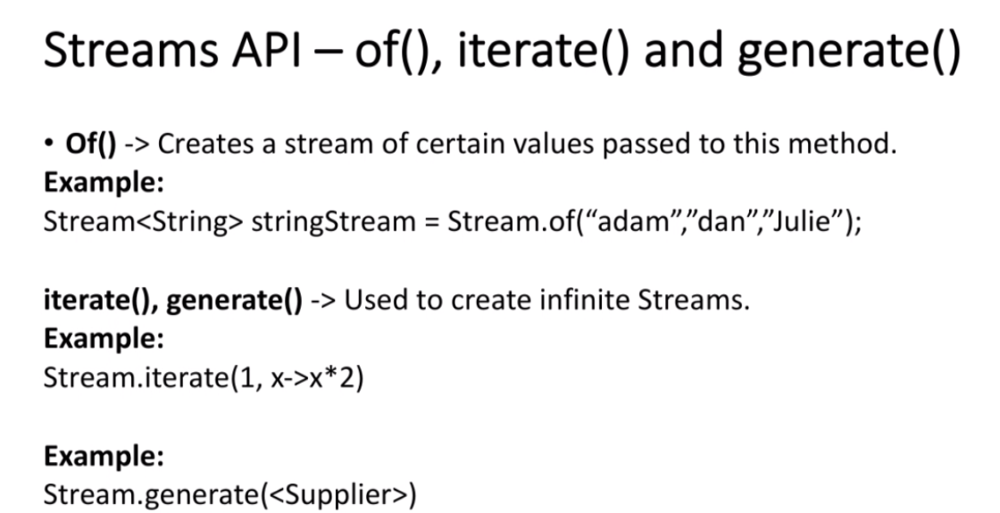 Streams API – of(), iterate() and generate()
• Of() -> Creates a stream of certain values passed to this method.
Example:
Stream<String> stringStream = Stream.of(“adam”,”dan”,”Julie”);
iterate(), generate() -> Used to create infinite Streams.
Example:
Stream.iterate(1, x->x*2)
Example:
Stream.generate(<Supplier>)